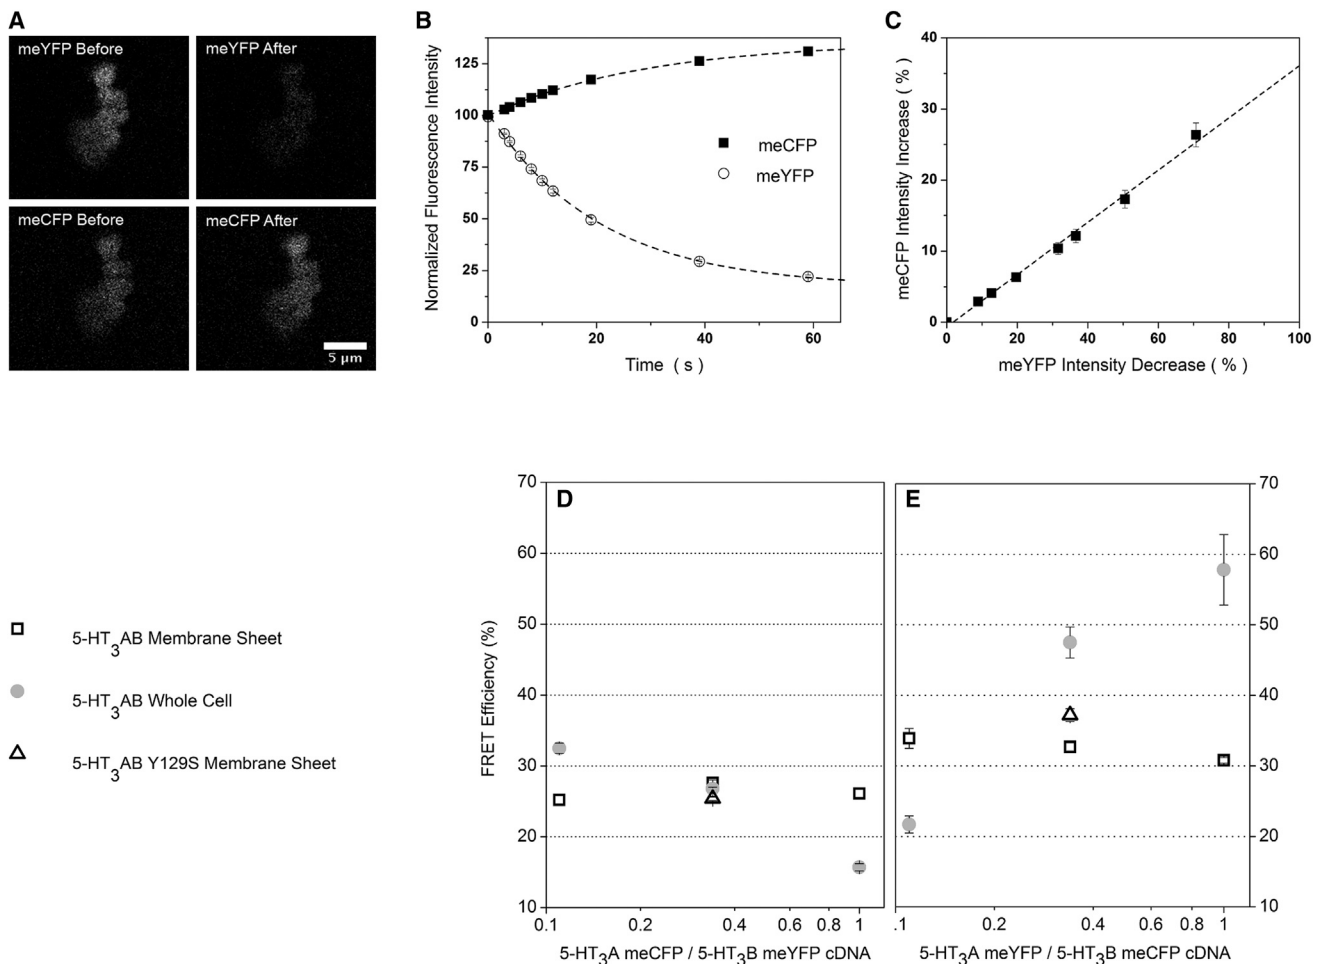 A
meYFP Before
meYFP After
meCFP Before
meCFP After
5 µm
B
Normalized Fluorescence Intensity
125
100
75
50
25
0
meCFP
meYFP
0 20 40 60
Time ( s )
C
meCFP Intensity Increase ( % )
40
30
20
10
0
0 20 40 60 80 100
meYFP Intensity Decrease ( % )
5-HT3AB Membrane Sheet
5-HT3AB Whole Cell
5-HT3AB Y129S Membrane Sheet
D
FRET Efficiency (%)
70
60
50
40
30
20
10
0.1 0.2 0.4 0.6 0.8 1
5-HT3A meCFP / 5-HT3B meYFP cDNA
E
70
60
50
40
30
20
10
.1 0.2 0.4 0.6 0.8 1
5-HT3A meYFP / 5-HT3B meCFP cDNA